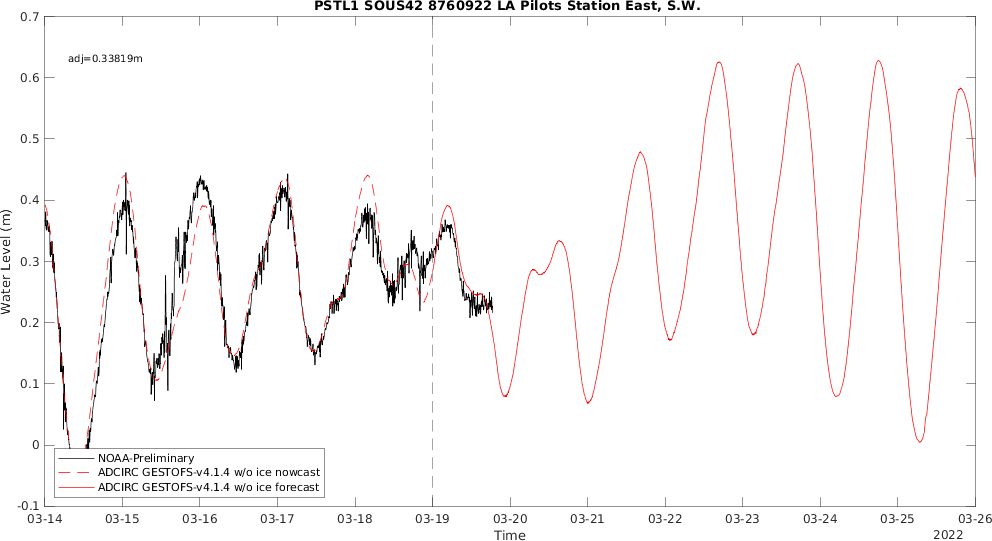 PSTL1 SOUS42 8760922 LA Pilots Station East, S.W.
adj=0.33819m
0.7
0.6
0.5
0.4
0.3
0.2
0.1
0
-0.1
Water Level (m)
NOAA-Preliminary
ADCIRC GESTOFS-v4.1.4 w/o ice nowcast
ADCIRC GESTOFS-v4.1.4 w/o ice forecast
03-14 03-15 03-16 03-17 03-18 03-19 03-20 03-21 03-22 03-23 03-24 03-25 03-26
Time
2022